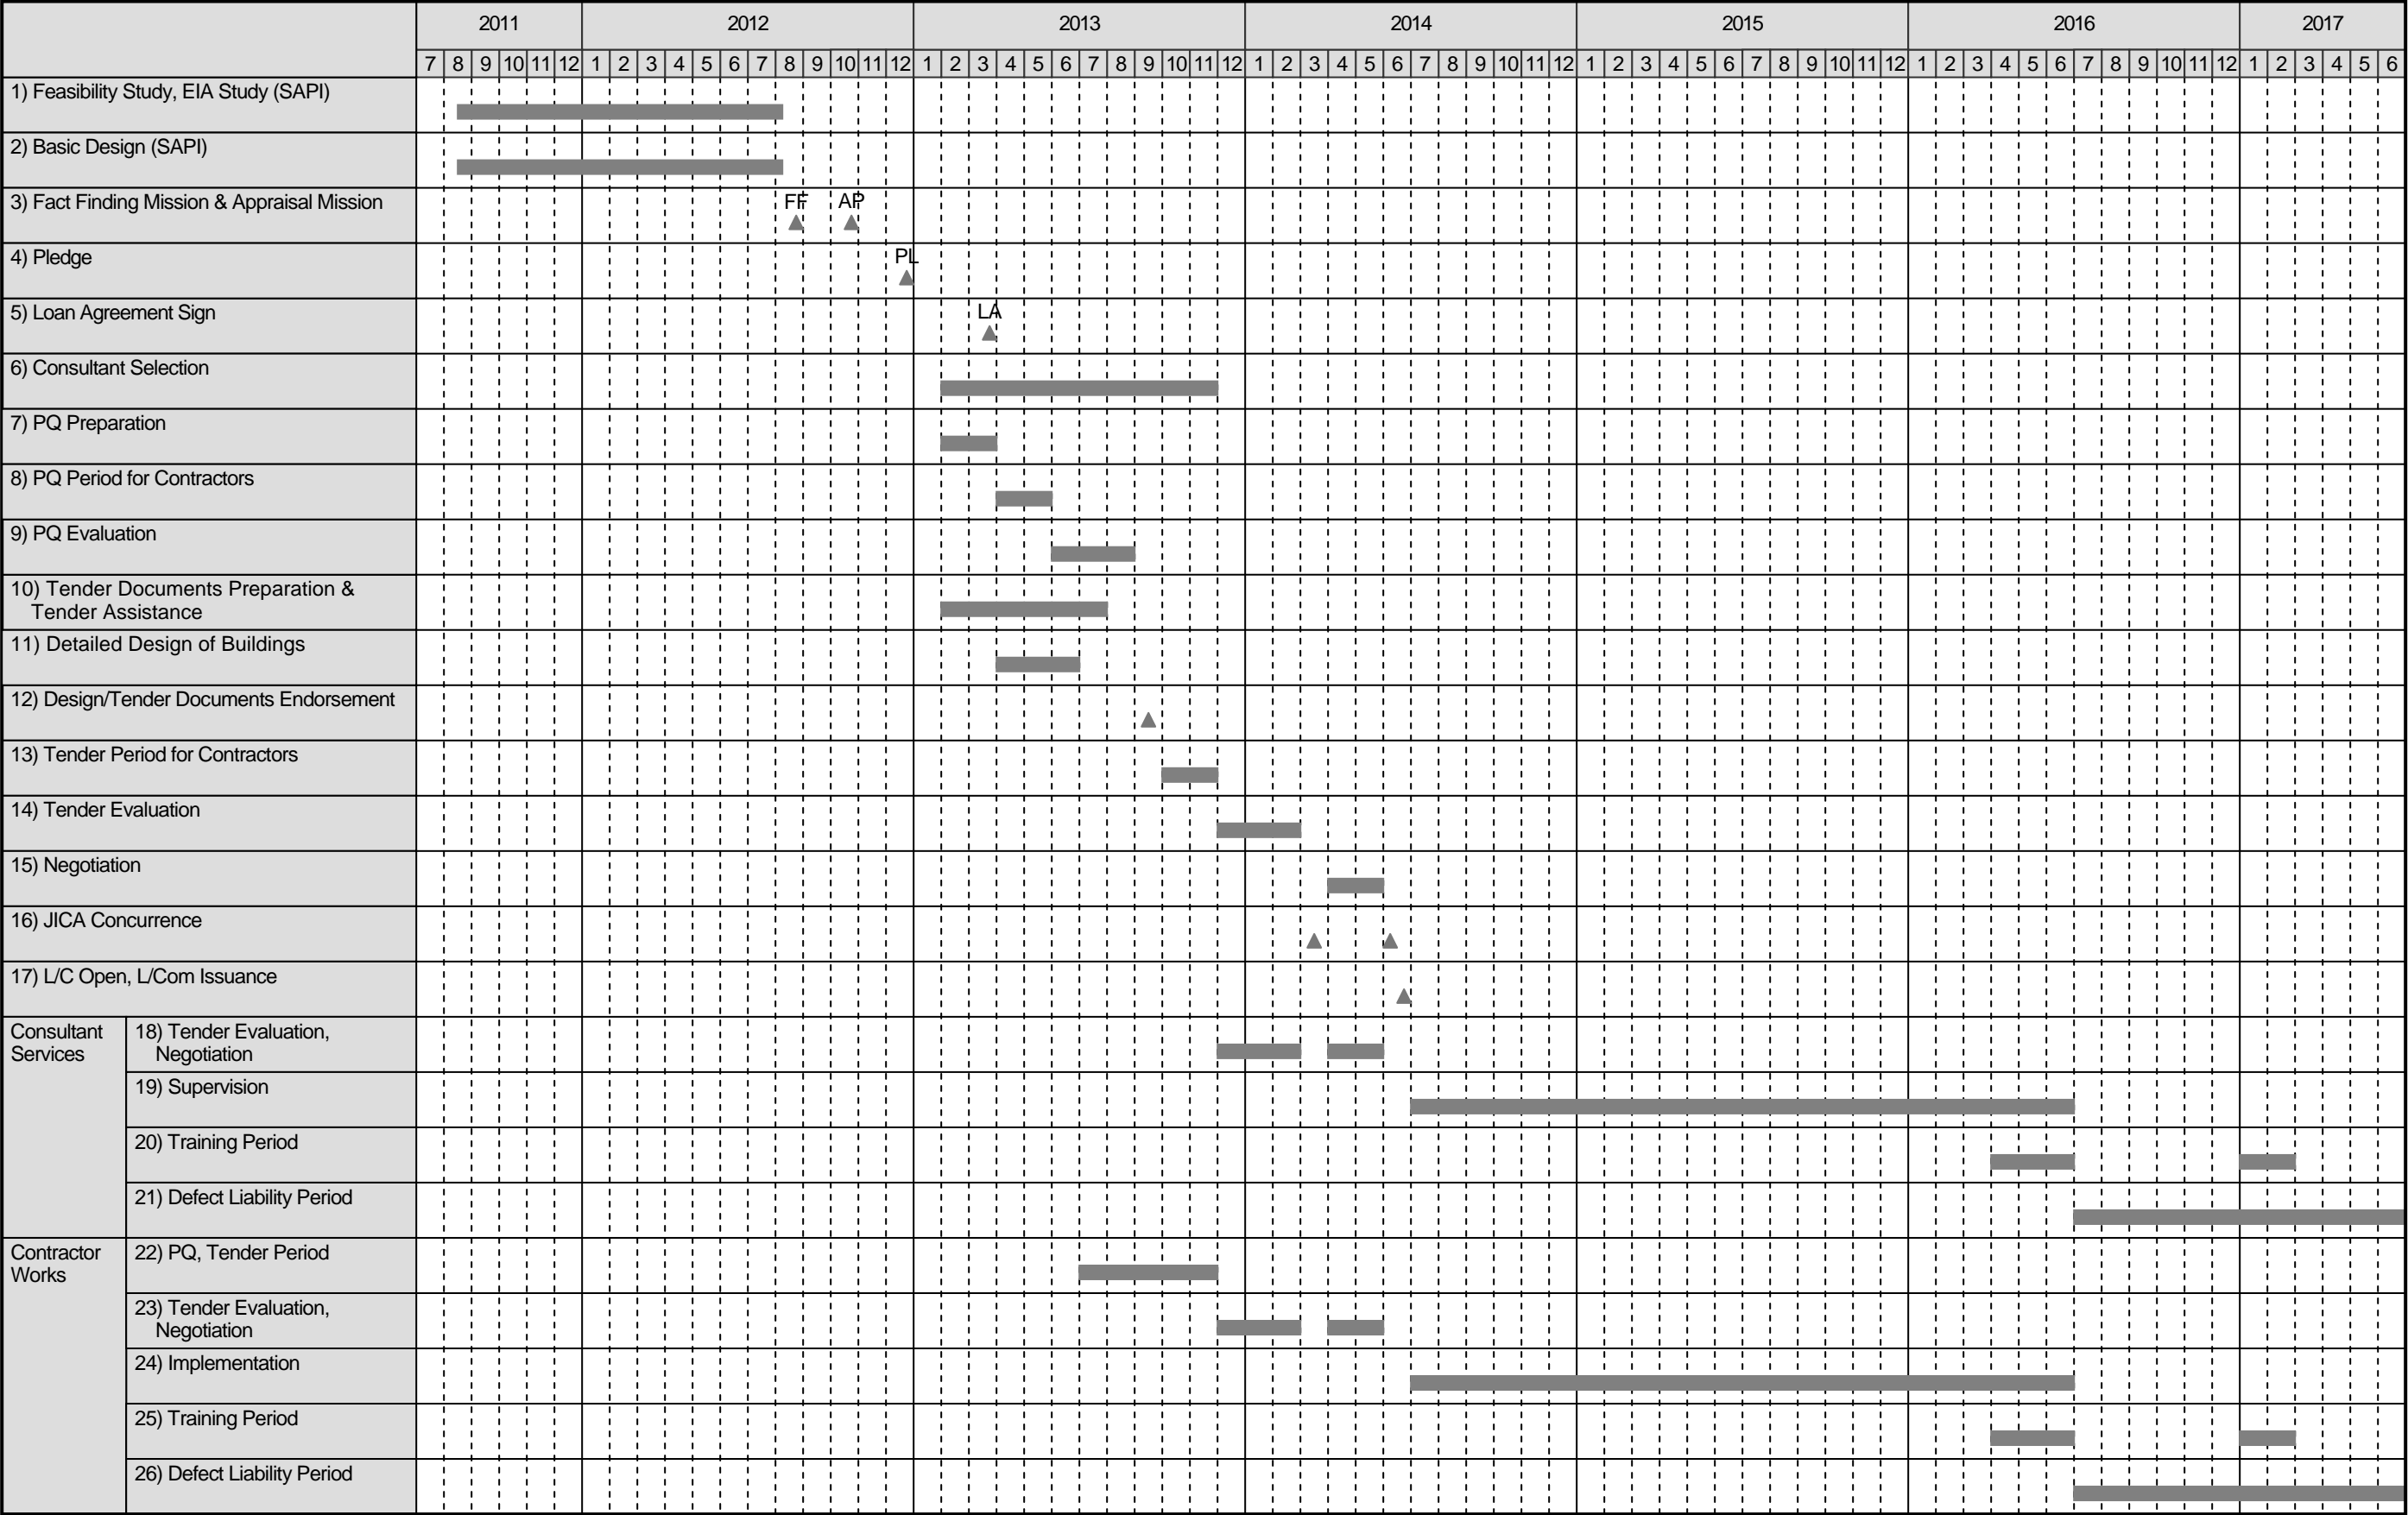 2011 2012 2013 2014 2015 2016 2017
7 8 9 10 11 12 1 2 3 4 5 6 7 8 9 10 11 12 1 2 3 4 5 6 7 8 9 10 11 12 1 2 3 4 5 6 7 8 9 10 11 12 1 2 3 4 5 6 7 8 9 10 11 12 1 2 3 4 5 6 7 8 9 10 11 12 1 2 3 4 5 6
1) Feasibility Study, EIA Study (SAPI)
2) Basic Design (SAPI)
3) Fact Finding Mission & Appraisal Mission FF AP
4) Pledge PL
5) Loan Agreement Sign LA
6) Consultant Selection
7) PQ Preparation
8) PQ Period for Contractors
9) PQ Evaluation
10) Tender Documents Preparation &
Tender Assistance
11) Detailed Design of Buildings
12) Design/Tender Documents Endorsement
13) Tender Period for Contractors
14) Tender Evaluation
15) Negotiation
16) JICA Concurrence
17) L/C Open, L/Com Issuance
Consultant
Services
18) Tender Evaluation,
Negotiation
19) Supervision
20) Training Period
21) Defect Liability Period
Contractor
Works
22) PQ, Tender Period
23) Tender Evaluation,
Negotiation
24) Implementation
25) Training Period
26) Defect Liability Period